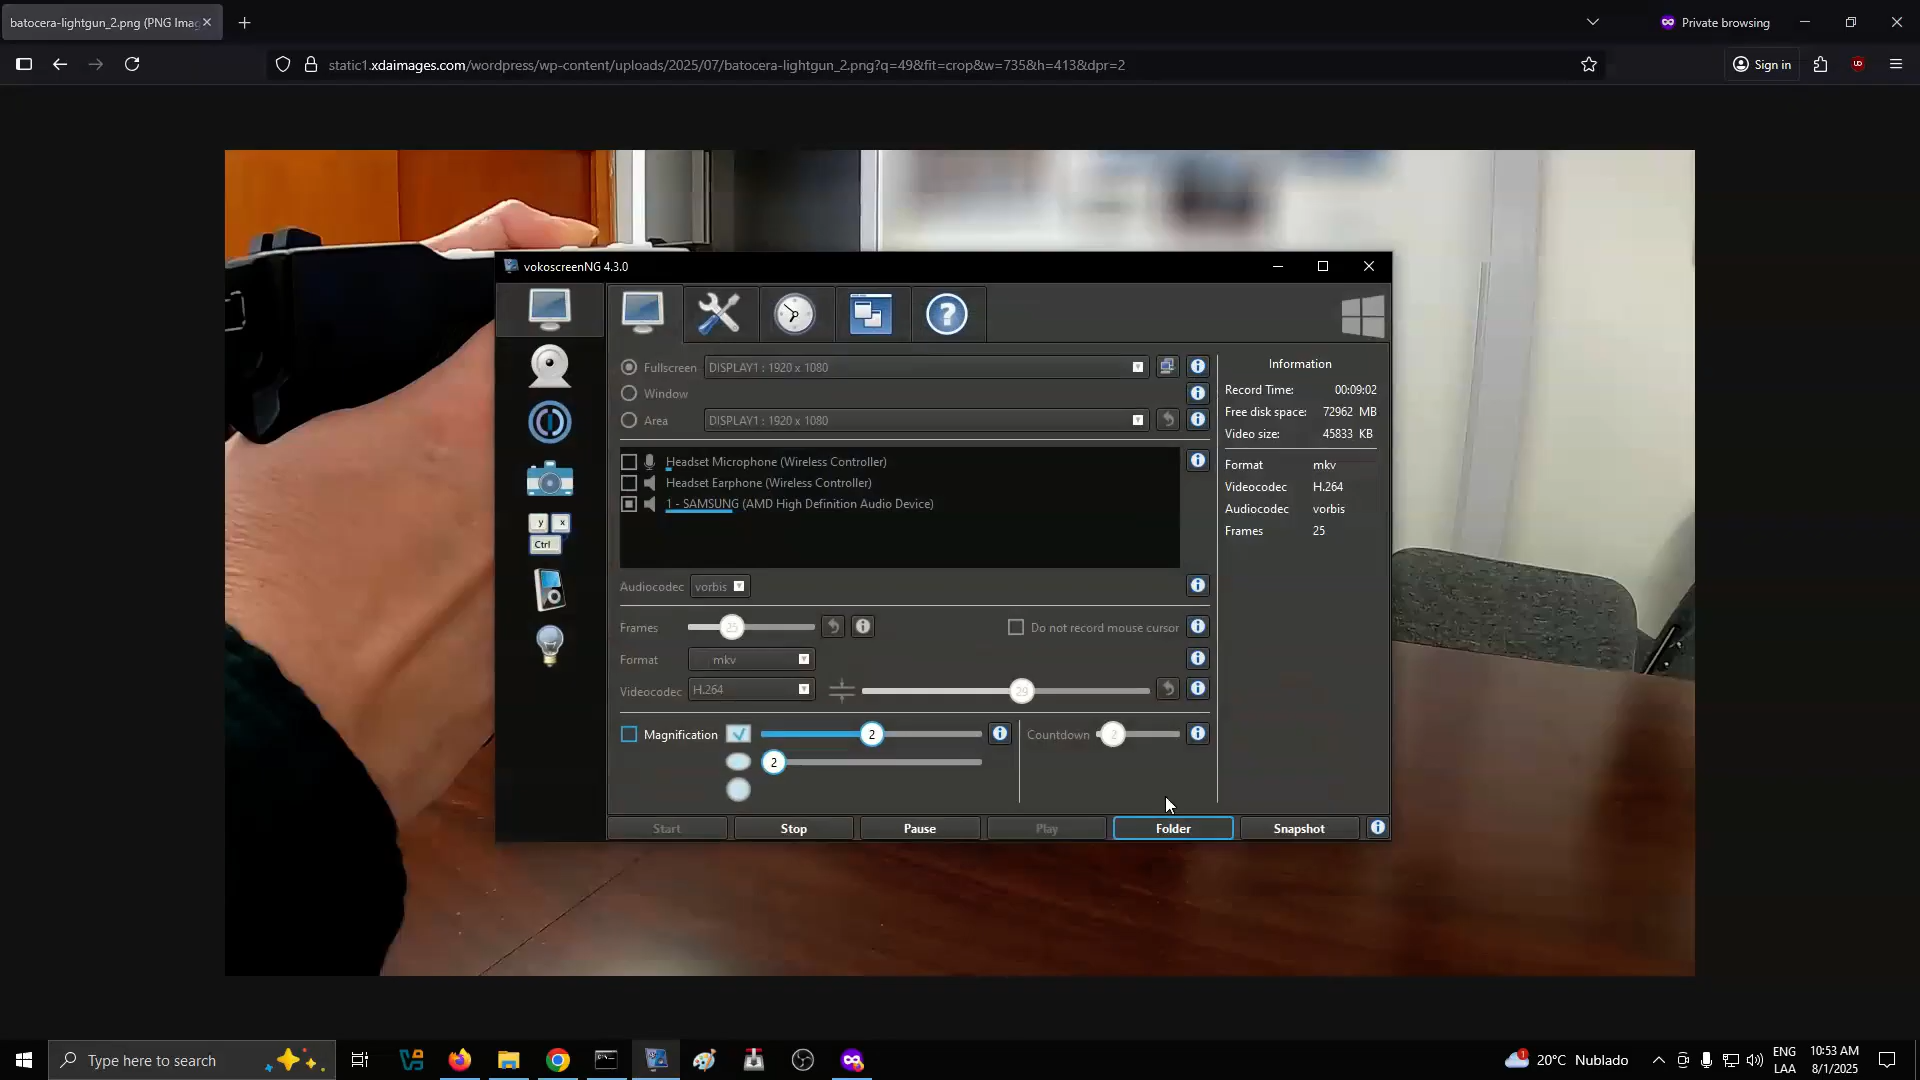 batocera-lightgun_2.png (PNG Ima
Private browsing
static1.xdaimages.com/wordpress/wp-content/uploads/2025/07/batocera-lightgun_2.png?q=49&fit=crop&w=735&h=413&dpr=2
Sign in
vokoscreenNG 4.3.0
Fullscreen DISPLAY1 : 1920 x 1080
Window
Area DISPLAY1 : 1920 x 1080
Headset Microphone (Wireless Controller)
Headset Earphone (Wireless Controller)
1 - SAMSUNG (AMD High Definition Audio Device)
Audiocodec vorbis
Frames 25 Do not record mouse cursor
Format mkv
Videocodec H.264 29
Magnification 2 Countdown 2
2
y x
Ctrl
Information
Record Time: 00:09:02
Free disk space: 72962 MB
Video size: 45833 KB
Format mkv
Videocodec H.264
Audiocodec vorbis
Frames 25
Start Stop Pause Play Folder Snapshot
Type here to search
1 20°C Nublado
ENG
LAA
10:53 AM
8/1/2025